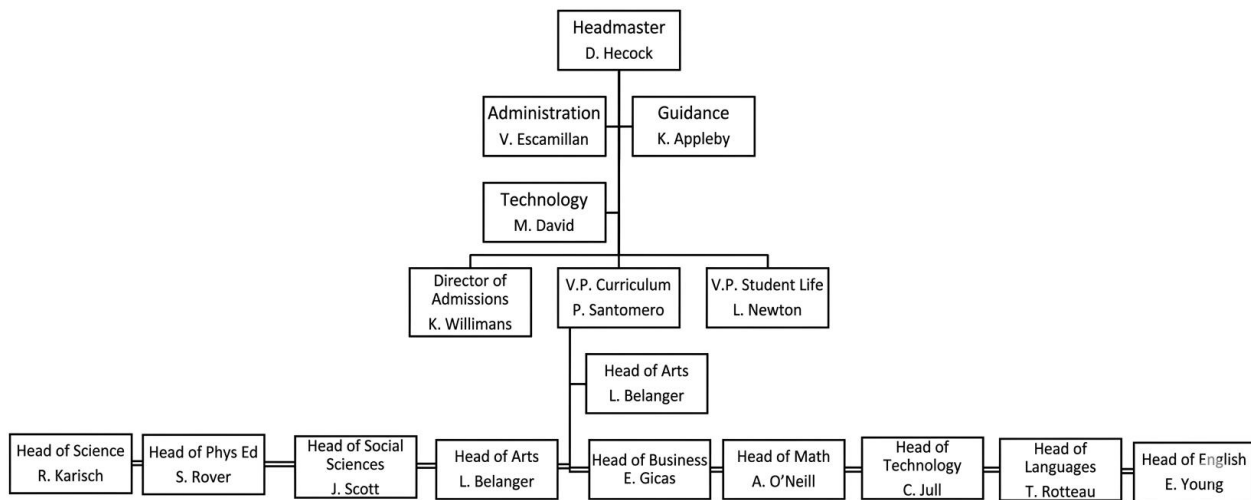 Headmaster
D. Hecock
Administration
V. Escamillan
Guidance
K. Appleby
Technology
M. David
Director of
Admissions
K. Willimans
V.P. Curriculum
P. Santomero
V.P. Student Life
L. Newton
Head of Arts
L. Belanger
Head of Science
R. Karisch
Head of Phys Ed
S. Rover
Head of Social
Sciences
J. Scott
Head of Arts
L. Belanger
Head of Business
E. Gicas
Head of Math
A. O’Neill
Head of
Technology
C. Jull
Head of
Languages
T. Rotteau
Head of English
E. Young